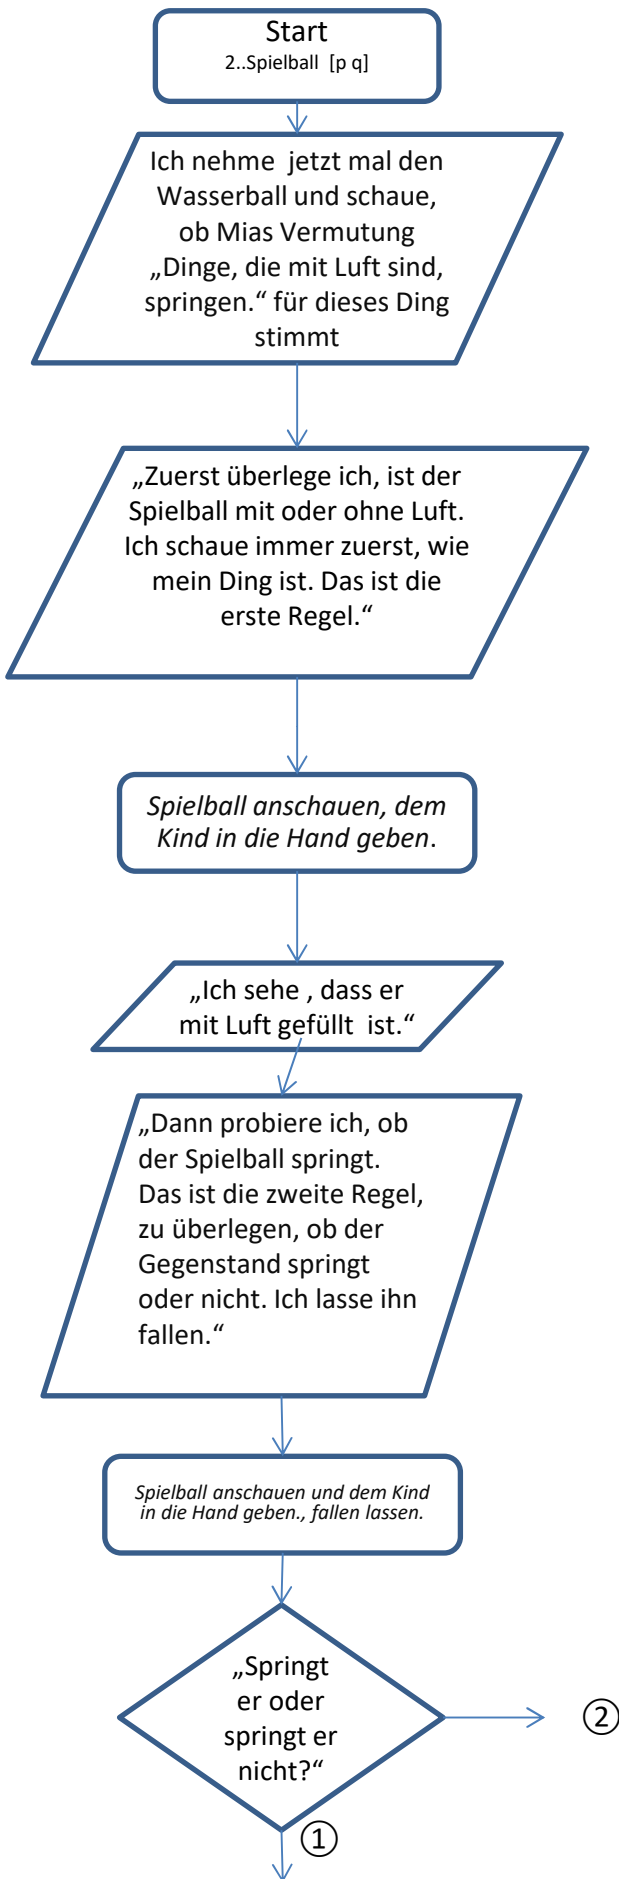 Start
2..Spielball [p q]
Ich nehme jetzt mal den
Wasserball und schaue,
ob Mias Vermutung
„Dinge, die mit Luft sind,
springen.“ für dieses Ding
stimmt
„Zuerst überlege ich, ist der
Spielball mit oder ohne Luft.
Ich schaue immer zuerst, wie
mein Ding ist. Das ist die
erste Regel.“
Spielball anschauen, dem
Kind in die Hand geben.
„Ich sehe , dass er
mit Luft gefüllt ist.“
„Dann probiere ich, ob
der Spielball springt.
Das ist die zweite Regel,
zu überlegen, ob der
Gegenstand springt
oder nicht. Ich lasse ihn
fallen.“
Spielball anschauen und dem Kind
in die Hand geben., fallen lassen.
„Springt
er oder
springt er
nicht?“
②
①